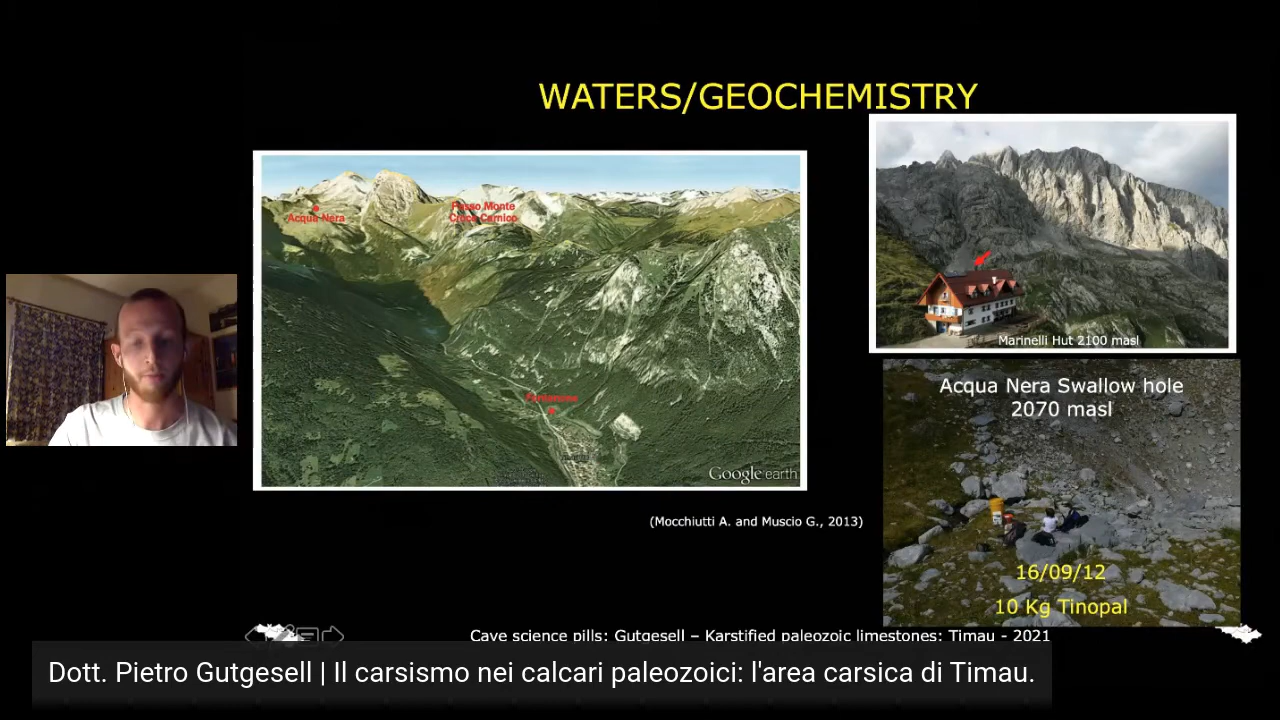 WATERS/GEOCHEMISTRY
Acqua Nera
Passo Monte
Croce Carnico
Google earth
Marinelli Hut 2100 masl
(Mocchiutti A. and Muscio G., 2013)
Acqua Nera Swallow hole
2070 masl
16/09/12
10 Kg Tinopal
Cave science pills: Gutgesell – Karstified paleozoic limestones: Timau - 2021
Dott. Pietro Gutgesell | Il carsismo nei calcari paleozoici: l'area carsica di Timau.